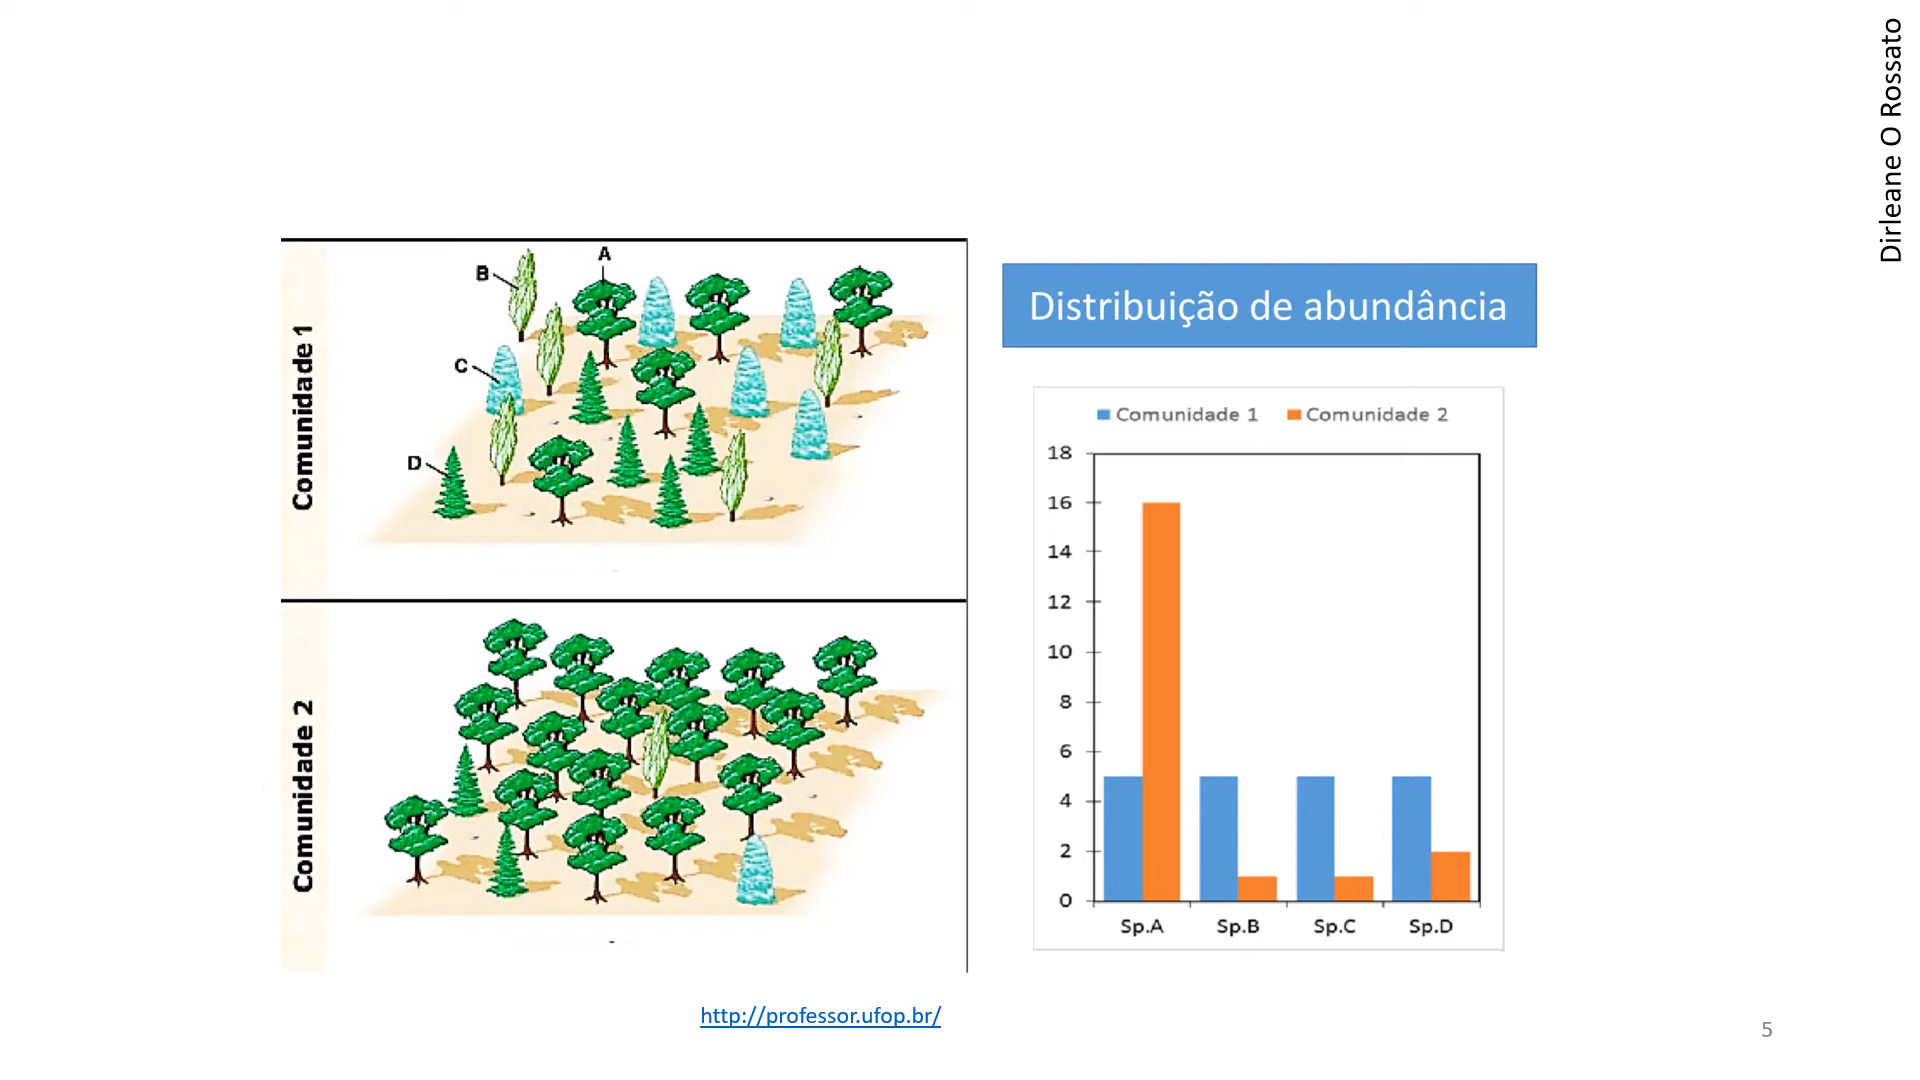 Dirleane O Rossato
Comunidade 1
A
B
C
D
Comunidade 2
Distribuição de abundância
Comunidade 1 Comunidade 2
18
16
14
12
10
8
6
4
2
0
Sp.A Sp.B Sp.C Sp.D
http://professor.ufop.br/
5